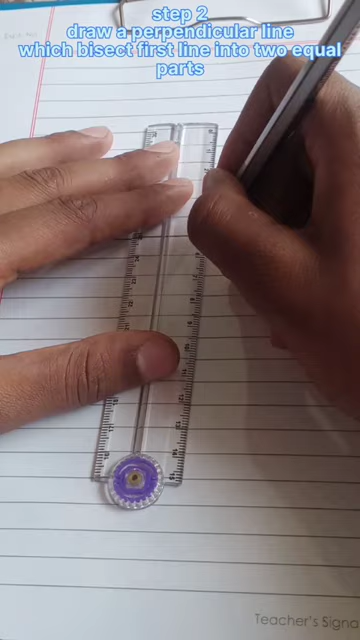 step 2
draw a perpendicular line
which bisect first line into two equal
parts
Teacher's Signa